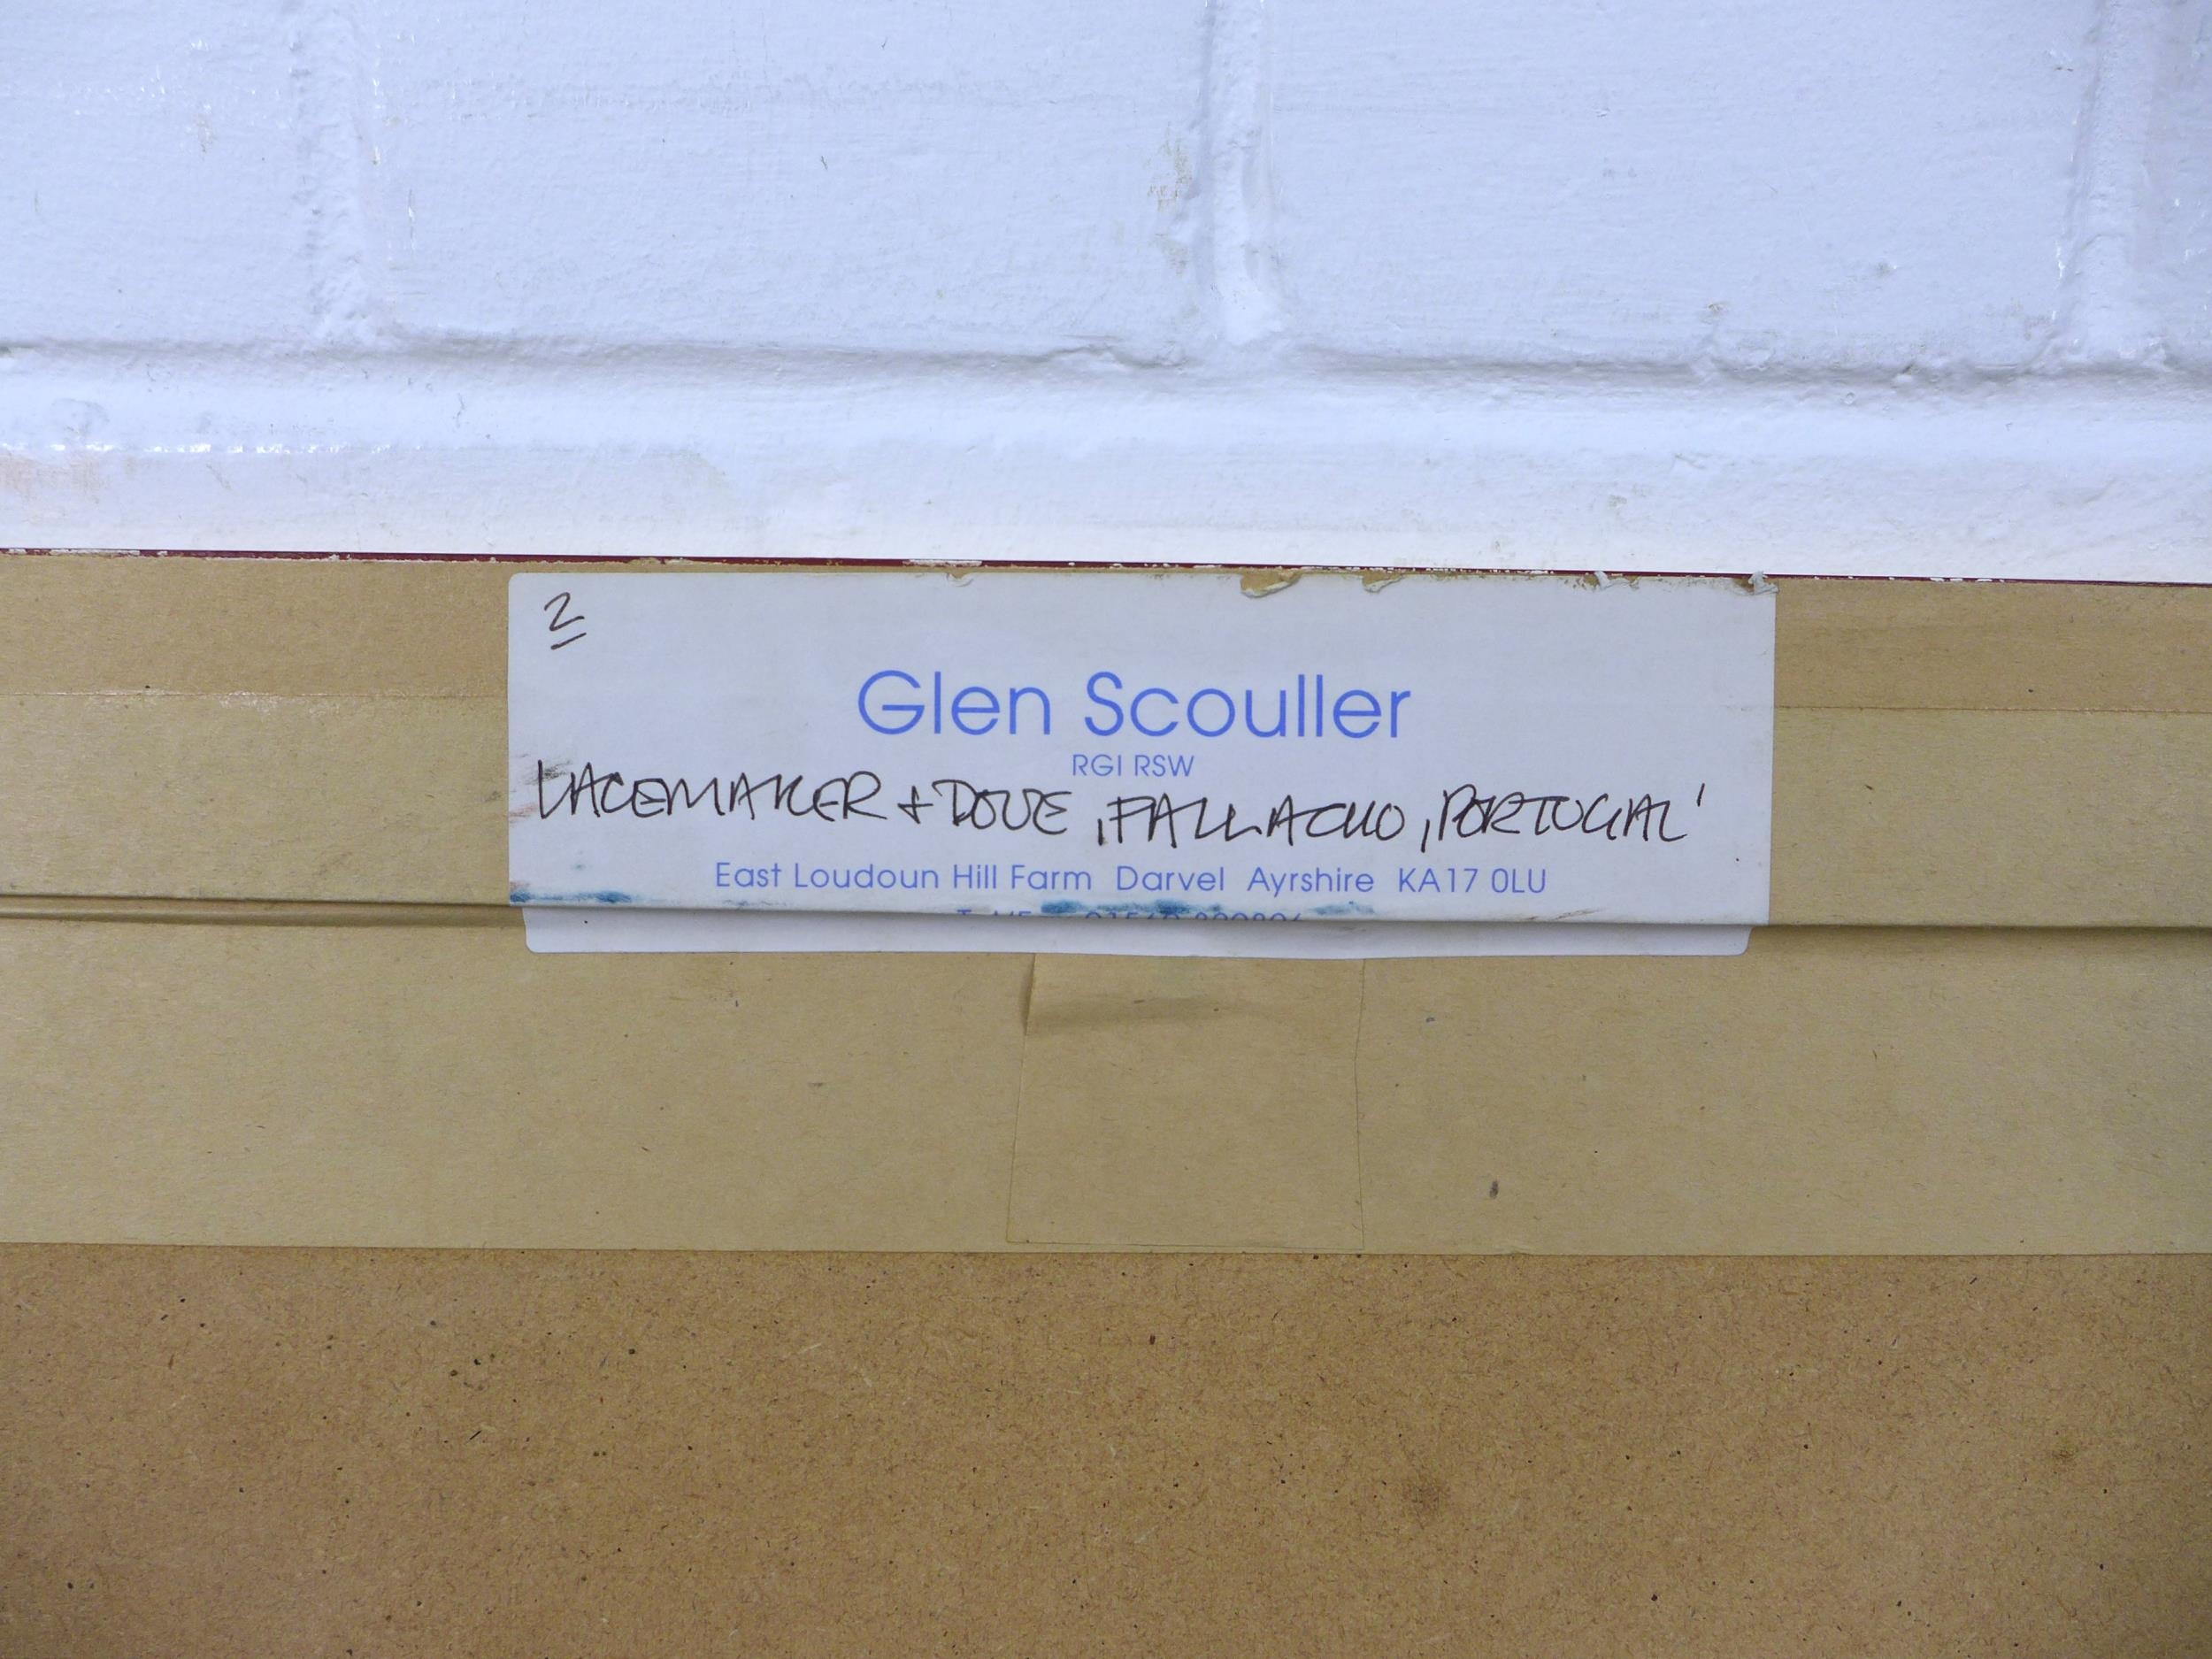 2
Glen Scouller
RGI RSW
LACEMAKER + DOVE, FALLACHO, PORTUGAL'
East Loudoun Hill Farm Darvel Ayrshire KA17 0LU